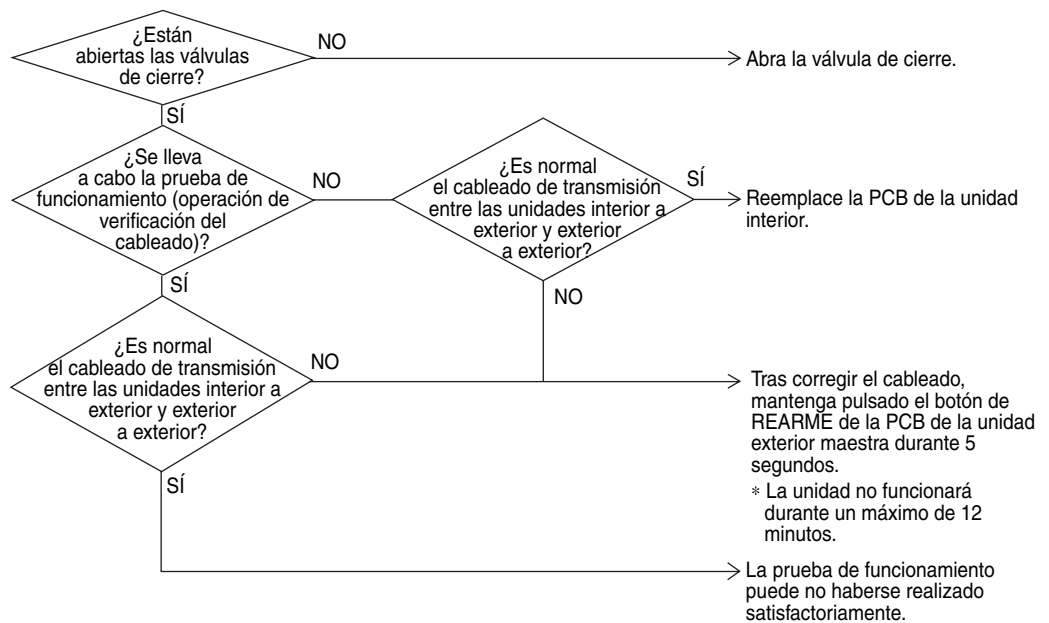 ¿Están
abiertas las válvulas
de cierre?
NO
Abra la válvula de cierre.
SÍ
¿Se lleva
a cabo la prueba de
funcionamiento (operación de
verificación del
cableado)?
NO
¿Es normal
el cableado de transmisión
entre las unidades interior a
exterior y exterior
a exterior?
SÍ
Reemplace la PCB de la unidad
interior.
NO
SÍ
¿Es normal
el cableado de transmisión
entre las unidades interior a
exterior y exterior
a exterior?
NO
Tras corregir el cableado,
mantenga pulsado el botón de
REARME de la PCB de la unidad
exterior maestra durante 5
segundos.
* La unidad no funcionará
durante un máximo de 12
minutos.
SÍ
La prueba de funcionamiento
puede no haberse realizado
satisfactoriamente.